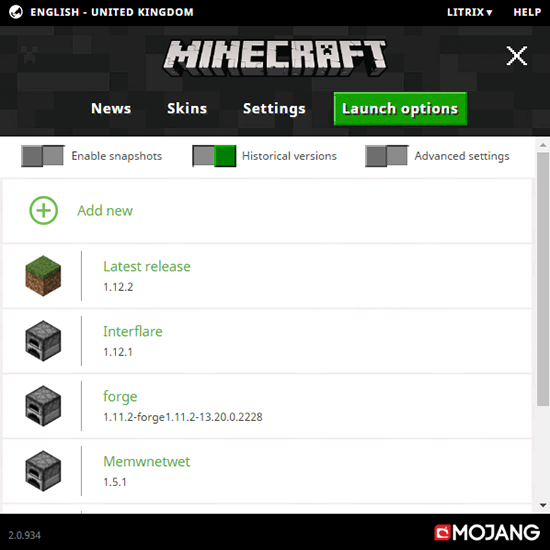 ENGLISH - UNITED KINGDOM
LITRIX▼ HELP
MINECRAFT
News Skins Settings Launch options
Enable snapshots Historical versions Advanced settings
Add new
Latest release
1.12.2
Interflare
1.12.1
forge
1.11.2-forge1.11.2-13.20.0.2228
Memwnetwet
1.5.1
2.0.934
MOJANG